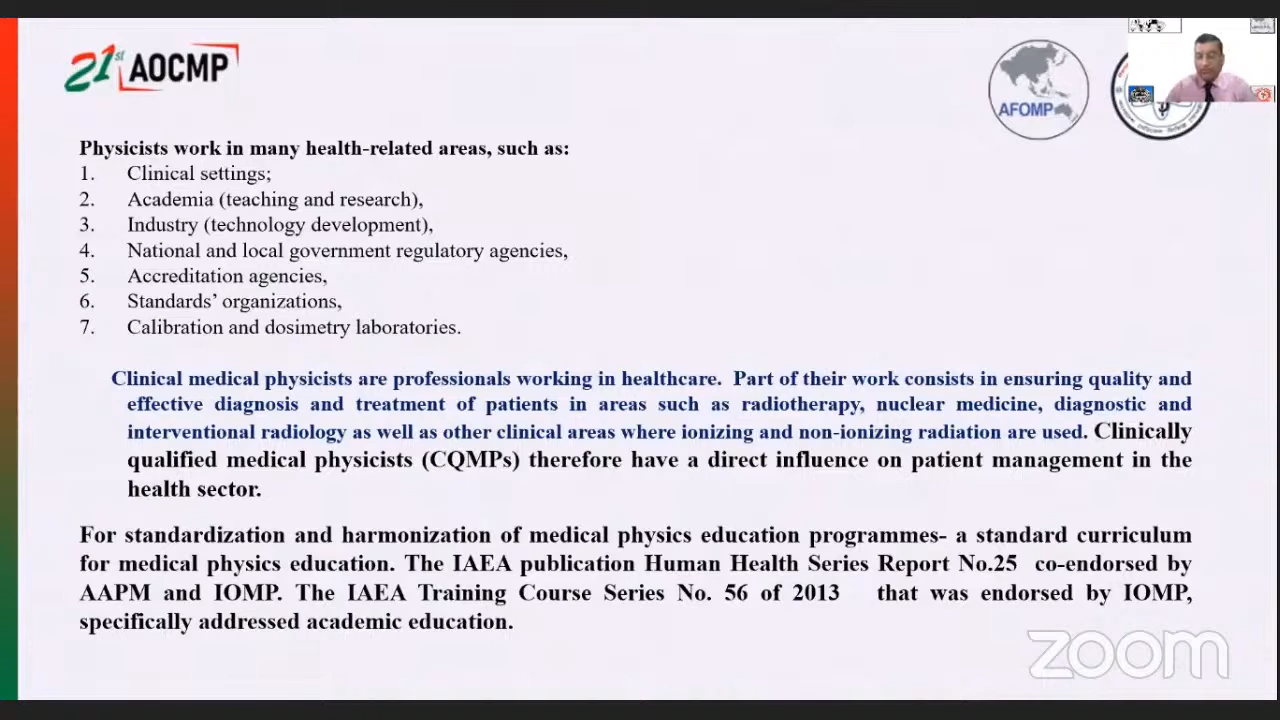 21st AOCMP
AFOMP
Physicists work in many health-related areas, such as:
1. Clinical settings;
2. Academia (teaching and research),
3. Industry (technology development),
4. National and local government regulatory agencies,
5. Accreditation agencies,
6. Standards’ organizations,
7. Calibration and dosimetry laboratories.
Clinical medical physicists are professionals working in healthcare. Part of their work consists in ensuring quality and
effective diagnosis and treatment of patients in areas such as radiotherapy, nuclear medicine, diagnostic and
interventional radiology as well as other clinical areas where ionizing and non-ionizing radiation are used. Clinically
qualified medical physicists (CQMPs) therefore have a direct influence on patient management in the
health sector.
For standardization and harmonization of medical physics education programmes- a standard curriculum
for medical physics education. The IAEA publication Human Health Series Report No.25 co-endorsed by
AAPM and IOMP. The IAEA Training Course Series No. 56 of 2013 that was endorsed by IOMP,
specifically addressed academic education.
zoom